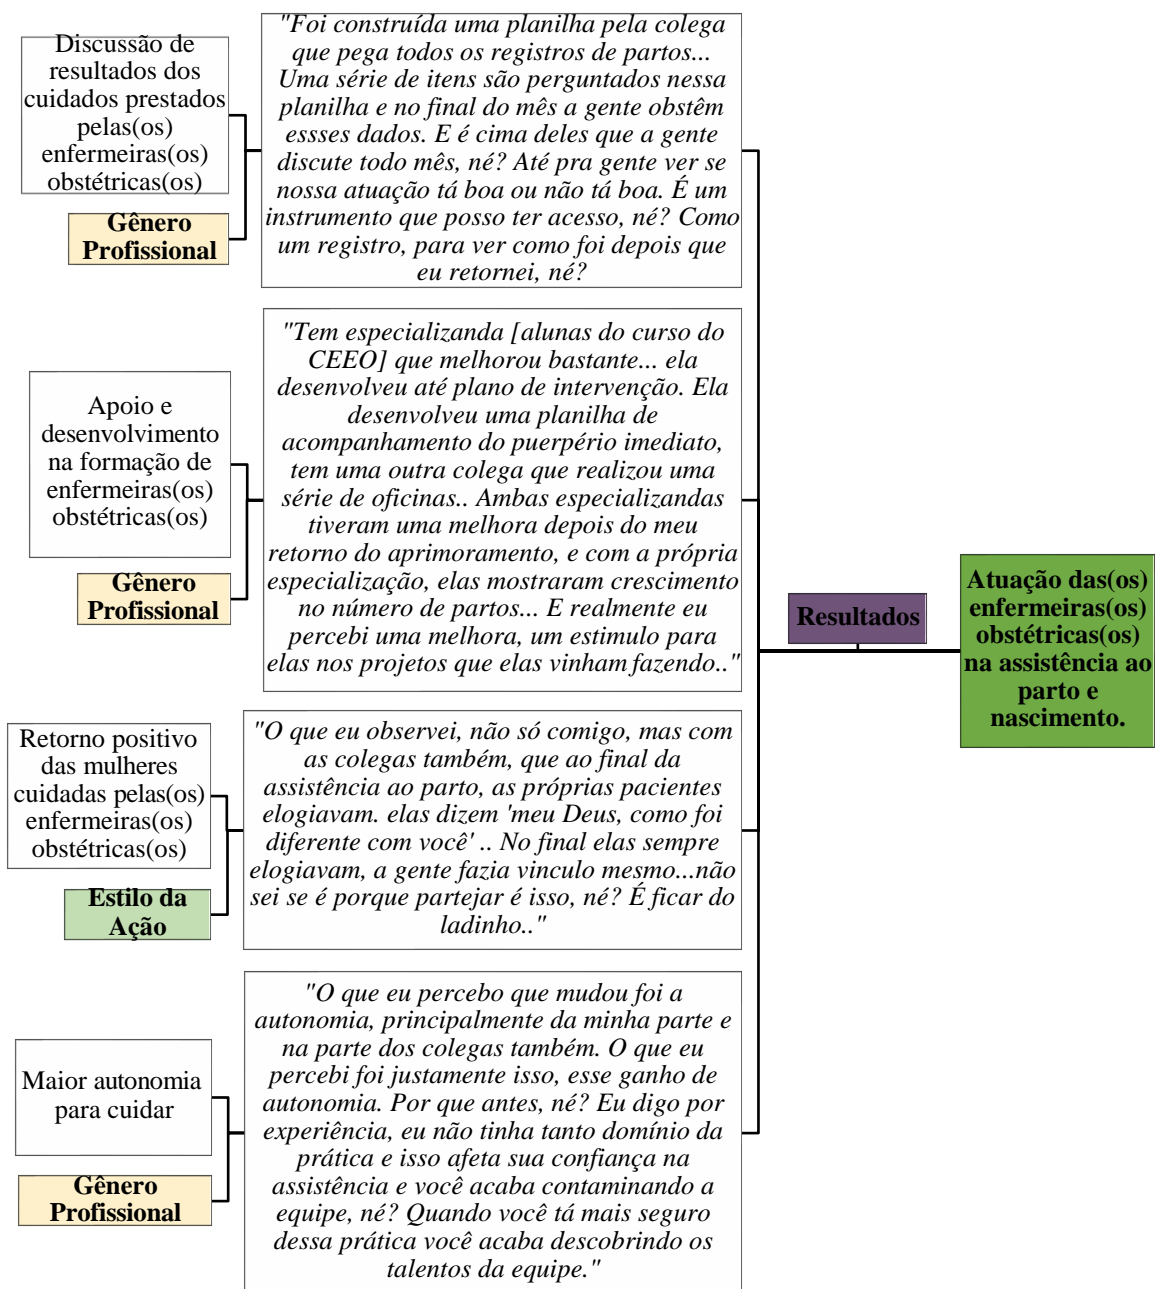 Discussão de
resultados dos
cuidados prestados
pelas(os)
enfermeiras(os)
obstétricas(os)
Gênero
Profissional
"Foi construída uma planilha pela colega
que pega todos os registros de partos...
Uma série de itens são perguntados nessa
planilha e no final do mês a gente obstêm
essses dados. E é cima deles que a gente
discute todo mês, né? Até pra gente ver se
nossa atuação tá boa ou não tá boa. É um
instrumento que posso ter acesso, né? Como
um registro, para ver como foi depois que
eu retornei, né?
Apoio e
desenvolvimento
na formação de
enfermeiras(os)
obstétricas(os)
Gênero
Profissional
"Tem especializanda [alunas do curso do
CEEO] que melhorou bastante... ela
desenvolveu até plano de intervenção. Ela
desenvolveu uma planilha de
acompanhamento do puerpério imediato,
tem uma outra colega que realizou uma
série de oficinas.. Ambas especializandas
tiveram uma melhora depois do meu
retorno do aprimoramento, e com a própria
especialização, elas mostraram crescimento
no número de partos... E realmente eu
percebi uma melhora, um estimulo para
elas nos projetos que elas vinham fazendo.."
Retorno positivo
das mulheres
cuidadas pelas(os)
enfermeiras(os)
obstétricas(os)
Estilo da
Ação
"O que eu observei, não só comigo, mas com
as colegas também, que ao final da
assistência ao parto, as próprias pacientes
elogiavam. elas dizem 'meu Deus, como foi
diferente com você' .. No final elas sempre
elogiavam, a gente fazia vinculo mesmo...não
sei se é porque partejar é isso, né? É ficar do
ladinho.."
Maior autonomia
para cuidar
Gênero
Profissional
"O que eu percebo que mudou foi a
autonomia, principalmente da minha parte e
na parte dos colegas também. O que eu
percebi foi justamente isso, esse ganho de
autonomia. Por que antes, né? Eu digo por
experiência, eu não tinha tanto domínio da
prática e isso afeta sua confiança na
assistência e você acaba contaminando a
equipe, né? Quando você tá mais seguro
dessa prática você acaba descobrindo os
talentos da equipe."
Resultados
Atuação das(os)
enfermeiras(os)
obstétricas(os)
na assistência ao
parto e
nascimento.